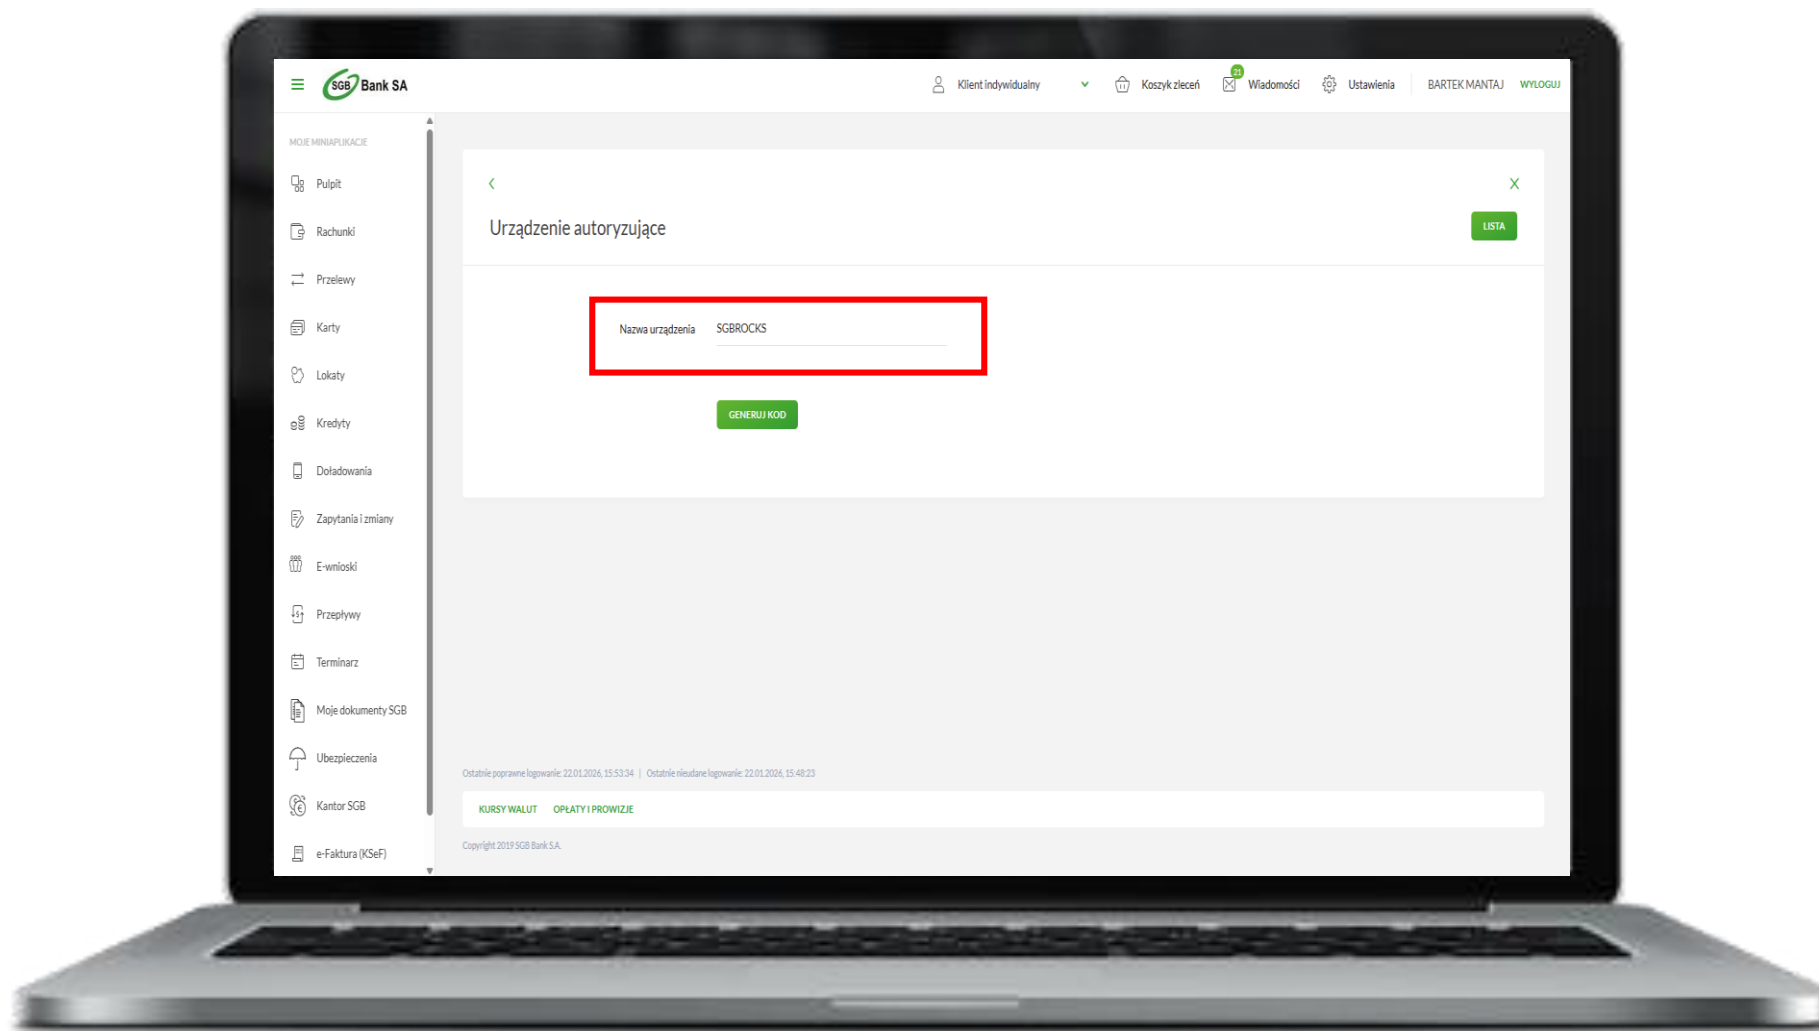 SGB Bank SA
Klient indywidualny
Koszyk zleceń
21
Wiadomości
Ustawienia
BARTEK MANTAJ
WYLOGUJ
MOJE MINIAPLIKACJE
Pulpit
Rachunki
Przelewy
Karty
Lokaty
Kredyty
Doładowania
Zapytania i zmiany
E-wnioski
Przepływy
Terminarz
Moje dokumenty SGB
Ubezpieczenia
Kantor SGB
e-Faktura (KSeF)
Urządzenie autoryzujące
LISTA
Nazwa urządzenia SGBROCKS
GENERUJ KOD
Ostatnie poprawne logowanie: 22.01.2026, 15:53:34 | Ostatnie nieudane logowanie: 22.01.2026, 15:48:23
KURSY WALUT OPŁATY I PROWIZJE
Copyright 2019 SGB Bank S.A.